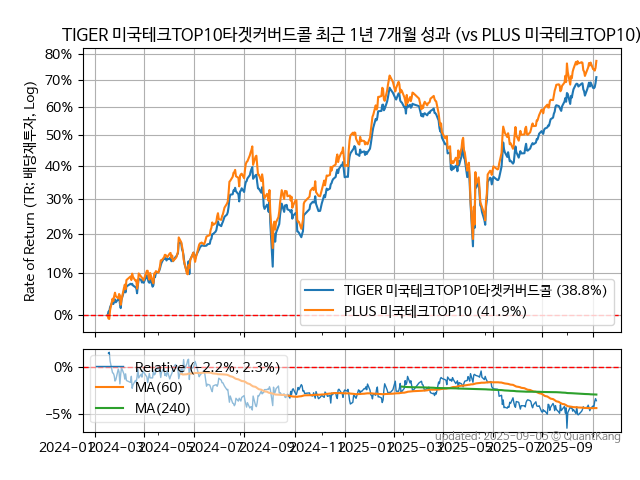 TIGER 미국테크TOP10타겟커버드콜 최근 1년 7개월 성과 (vs PLUS 미국테크TOP10)
80%
70%
60%
50%
40%
30%
20%
10%
0%
Rate of Return (TR: 배당재투자, Log)
TIGER 미국테크TOP10타겟커버드콜 (38.8%)
PLUS 미국테크TOP10 (41.9%)
0%
−5%
Relative (−2.2%, 2.3%)
MA(60)
MA(240)
2024-01
2024-03
2024-05
2024-07
2024-09
2024-11
2025-01
2025-03
2025-05
2025-07
2025-09
updated: 2025-09-05 © QuantKang